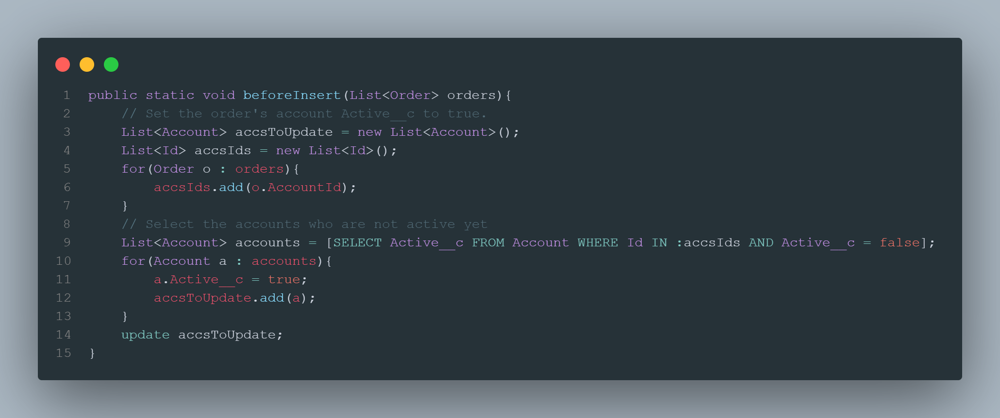 1 public static void beforeInsert(List<Order> orders){
2     // Set the order's account Active__c to true.
3     List<Account> accsToUpdate = new List<Account>();
4     List<Id> accsIds = new List<Id>();
5     for(Order o : orders){
6         accsIds.add(o.AccountId);
7     }
8     // Select the accounts who are not active yet
9     List<Account> accounts = [SELECT Active__c FROM Account WHERE Id IN :accsIds AND Active__c = false];
10     for(Account a : accounts){
11         a.Active__c = true;
12         accsToUpdate.add(a);
13     }
14     update accsToUpdate;
15 }